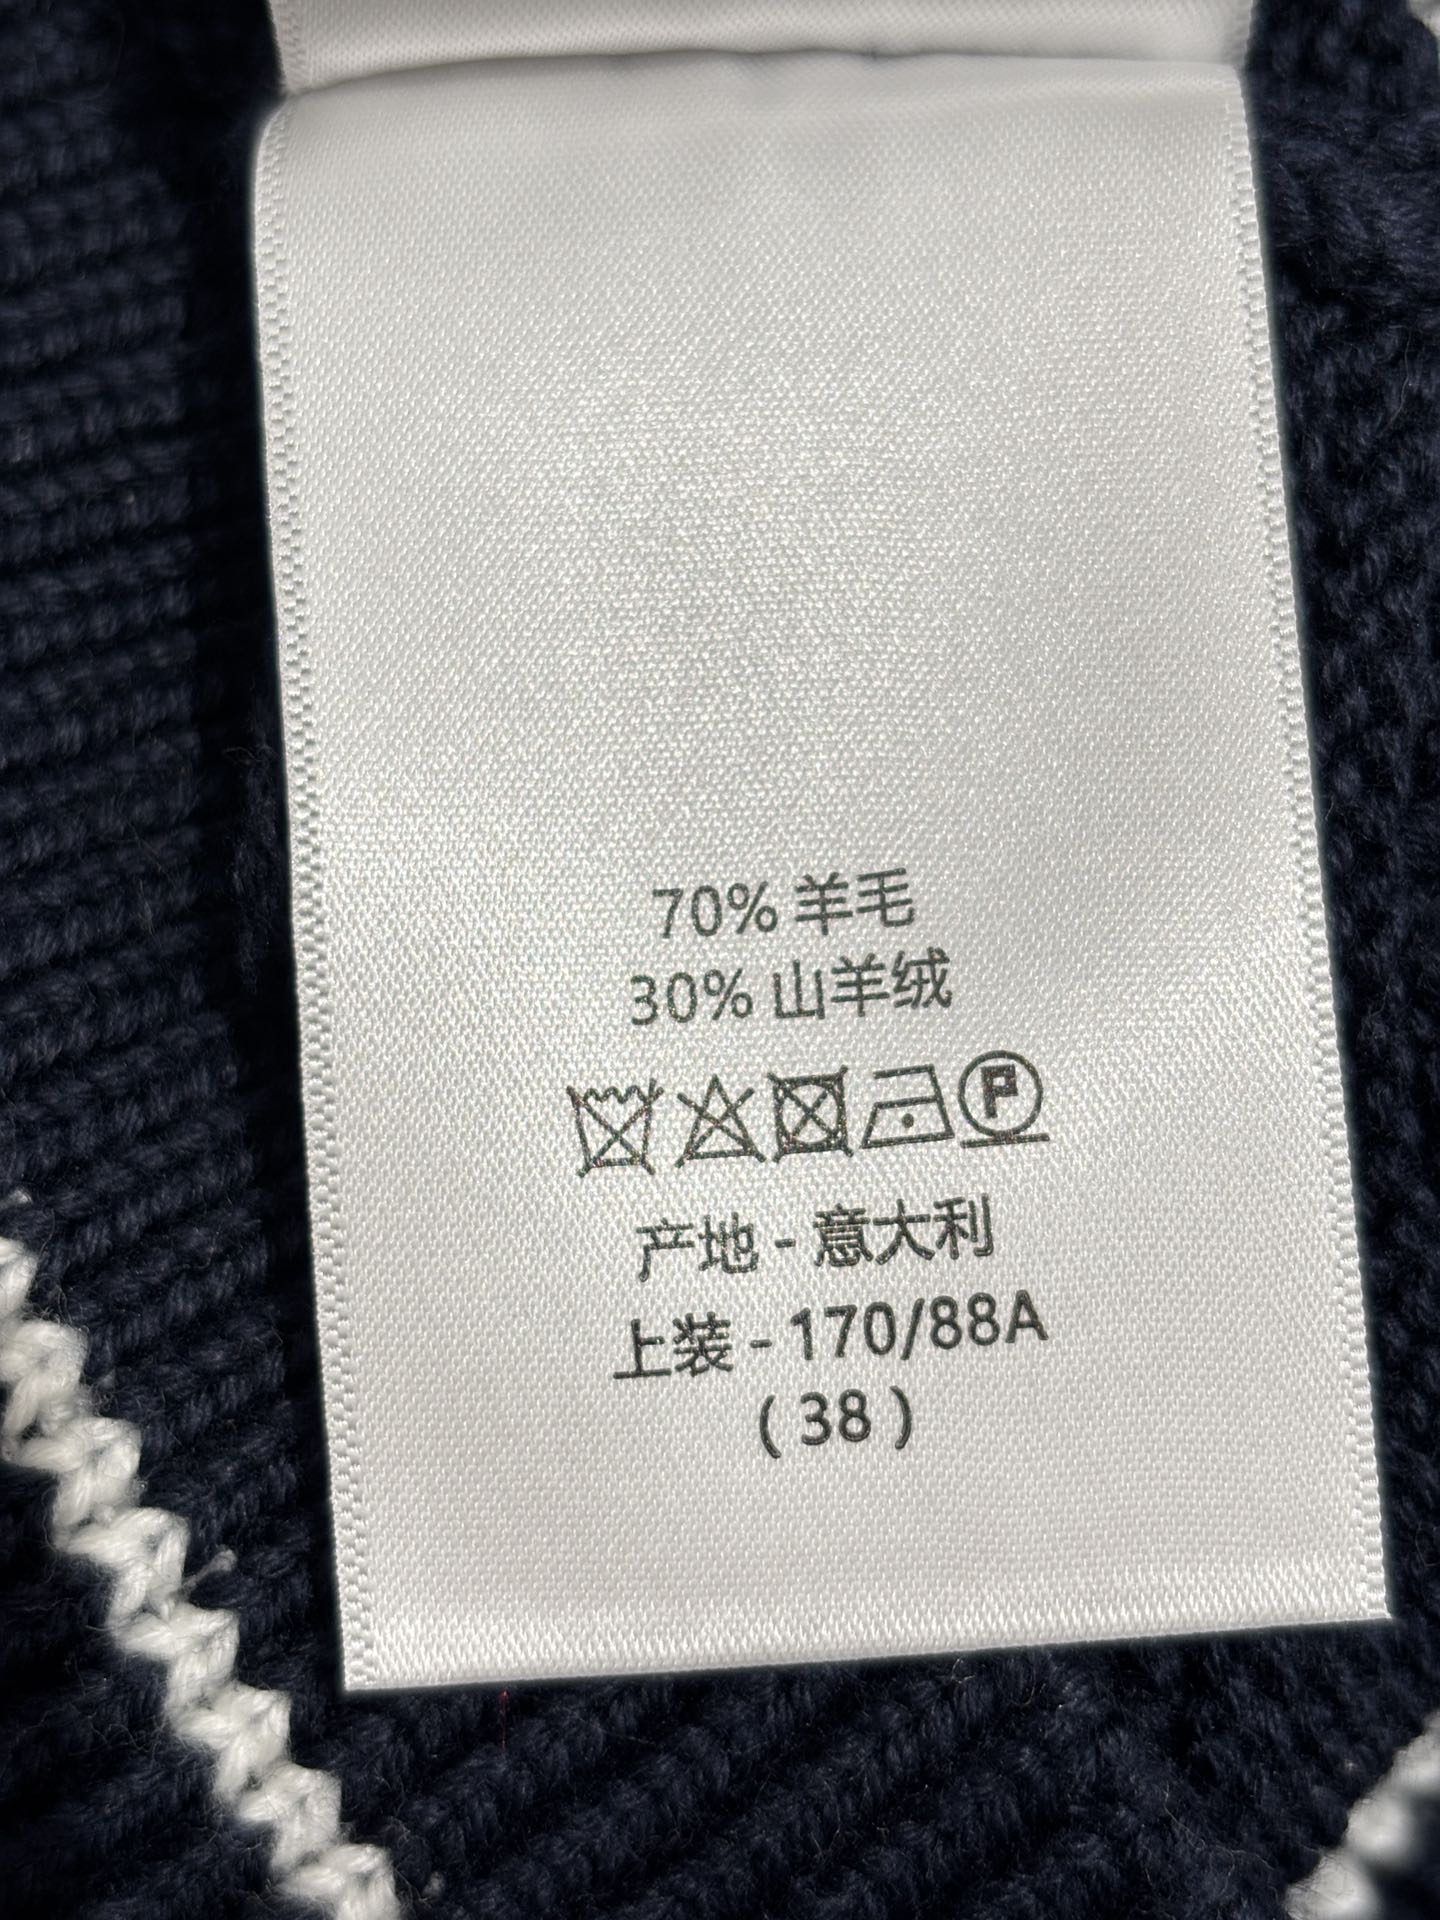 70% 羊毛
30% 山羊绒
P
产地 - 意大利
上装 - 170/88A
( 38 )